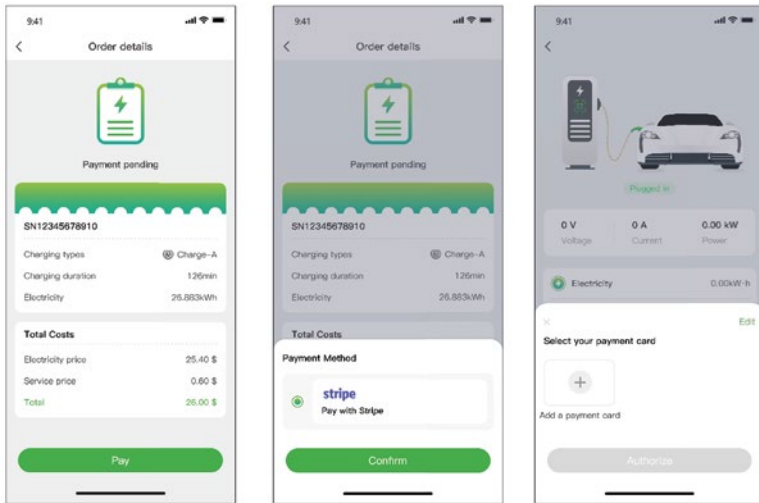 9:41
Order details
Payment pending
SN12345678910
Charging types Charge-A
Charging duration 126min
Electricity 26.883kWh
Total Costs
Electricity price 25.40 $
Service price 0.60 $
Total 26.00 $
Pay
9:41
Order details
Payment pending
SN12345678910
Charging types Charge-A
Charging duration 126min
Electricity 26.883kWh
Total Costs
Payment Method
stripe
Pay with Stripe
Confirm
9:41
Plugged in
0 V 0 A 0.00 kW
Voltage Current Power
Electricity 0.00kW·h
Edit
Select your payment card
Add a payment card
Authorize